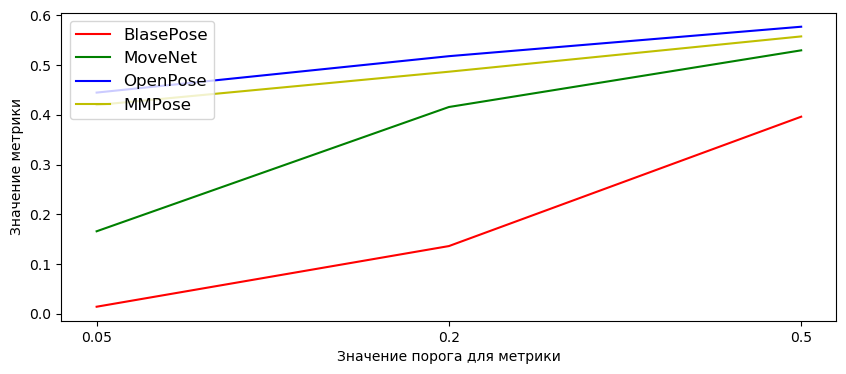 0.6
0.5
0.4
0.3
0.2
0.1
0.0
Значение метрики
BlasePose
MoveNet
OpenPose
MMPose
0.05
0.2
0.5
Значение порога для метрики